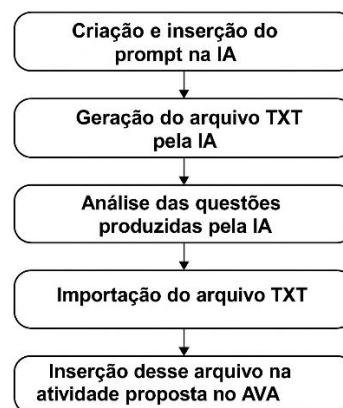 Criação e inserção do
prompt na IA
Geração do arquivo TXT
pela IA
Análise das questões
produzidas pela IA
Importação do arquivo TXT
Inserção desse arquivo na
atividade proposta no AVA